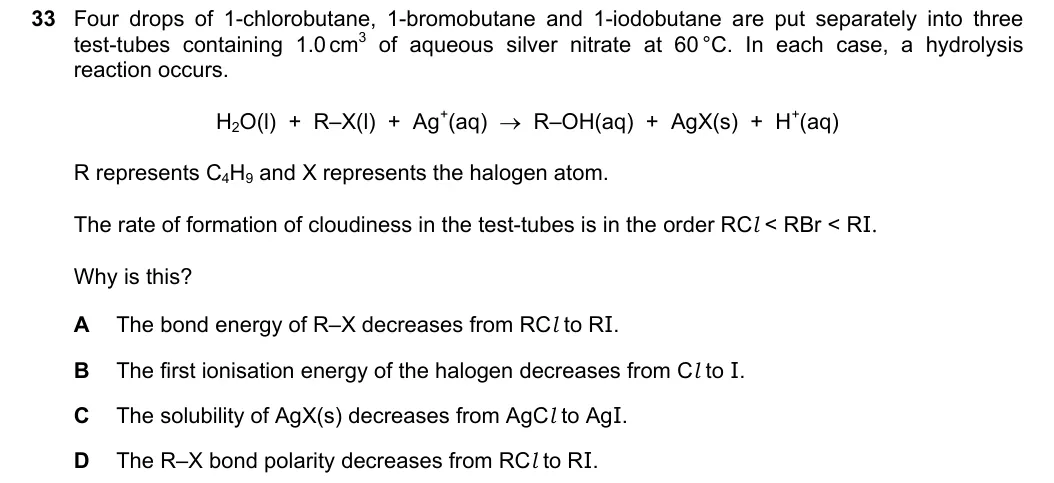 33 Four drops of 1-chlorobutane, 1-bromobutane and 1-iodobutane are put separately into three
test-tubes containing 1.0 cm³ of aqueous silver nitrate at 60 °C. In each case, a hydrolysis
reaction occurs.
H₂O(l) + R–X(l) + Ag⁺(aq) → R–OH(aq) + AgX(s) + H⁺(aq)
R represents C₄H₉ and X represents the halogen atom.
The rate of formation of cloudiness in the test-tubes is in the order RCl < RBr < RI.
Why is this?
A The bond energy of R–X decreases from RCl to RI.
B The first ionisation energy of the halogen decreases from Cl to I.
C The solubility of AgX(s) decreases from AgCl to AgI.
D The R–X bond polarity decreases from RCl to RI.